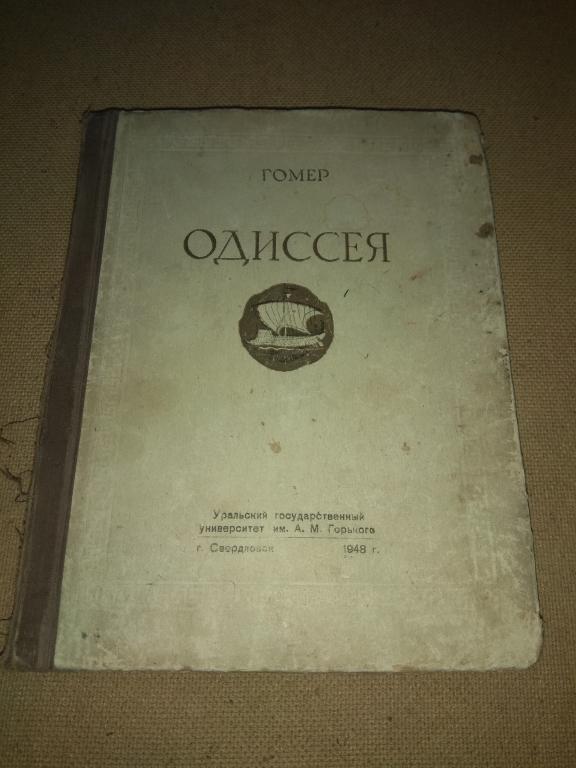 ГОМЕР
ОДИССЕЯ
Уральский государственный
университет им. А. М. Горького
г. Свердловск 1948 г.